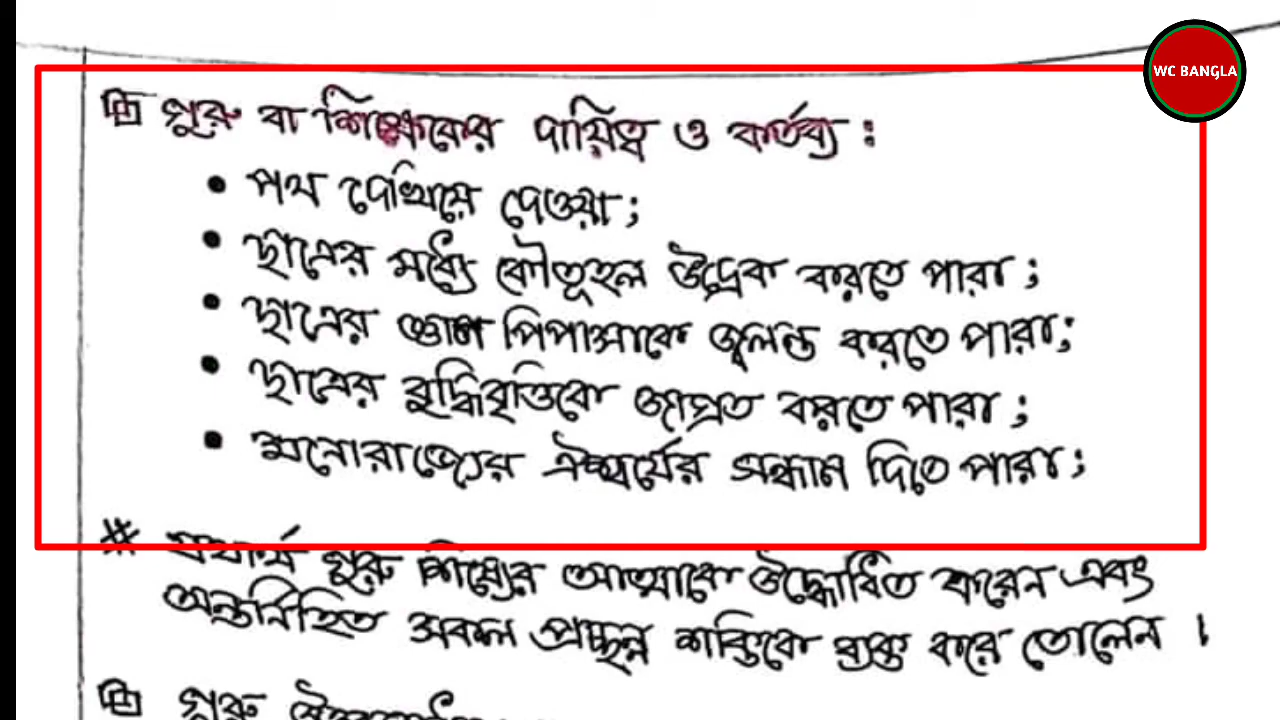 WC BANGLA
গুরু বা শিক্ষকের দায়িত্ব ও কর্তব্য :
• পথ দেখিয়ে দেওয়া ;
• ছাত্রের মধ্যে কৌতূহল উদ্রেক করতে পারা ;
• ছাত্রের জ্ঞান পিপাসাকে জ্বলন্ত করতে পারা ;
• ছাত্রের বুদ্ধিবৃত্তিকে জাগ্রত করতে পারা ;
• মনোরাজ্যের ঐশ্বর্যের সন্ধান দিতে পারা ;
# যথার্থ গুরু শিষ্যের আত্মাকে উদ্বোধিত করেন এবং
অন্তর্নিহিত সকল প্রচ্ছন্ন শক্তিকে ব্যক্ত করে তোলেন ।
গুরু